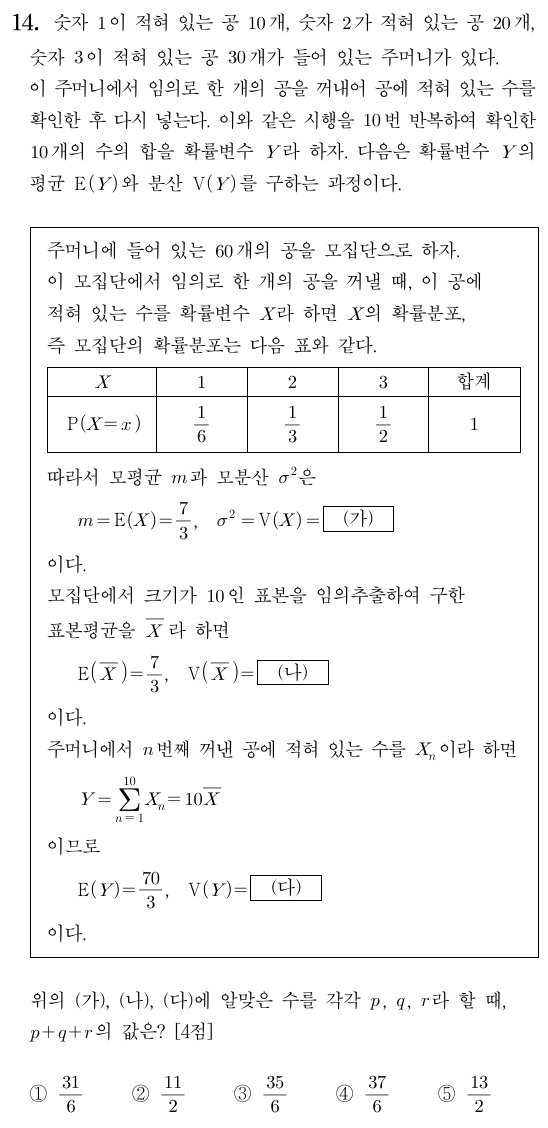 14. 숫자 1이 적혀 있는 공 10개, 숫자 2가 적혀 있는 공 20개,
숫자 3이 적혀 있는 공 30개가 들어 있는 주머니가 있다.
이 주머니에서 임의로 한 개의 공을 꺼내어 공에 적혀 있는 수를
확인한 후 다시 넣는다. 이와 같은 시행을 10번 반복하여 확인한
10개의 수의 합을 확률변수 Y라 하자. 다음은 확률변수 Y의
평균 E(Y)와 분산 V(Y)를 구하는 과정이다.
주머니에 들어 있는 60개의 공을 모집단으로 하자.
이 모집단에서 임의로 한 개의 공을 꺼낼 때, 이 공에
적혀 있는 수를 확률변수 X라 하면 X의 확률분포,
즉 모집단의 확률분포는 다음 표와 같다.
X 1 2 3 합계
P(X=x) 1/6 1/3 1/2 1
따라서 모평균 m과 모분산 σ²은
m=E(X)=7/3, σ²=V(X)= (가)
이다.
모집단에서 크기가 10인 표본을 임의추출하여 구한
표본평균을 X̅라 하면
E(X̅)=7/3, V(X̅)= (나)
이다.
주머니에서 n번째 꺼낸 공에 적혀 있는 수를 Xₙ이라 하면
Y=∑_{n=1}^{10} Xₙ=10X̅
이므로
E(Y)=70/3, V(Y)= (다)
이다.
위의 (가), (나), (다)에 알맞은 수를 각각 p, q, r라 할 때,
p+q+r의 값은? [4점]
① 31/6 ② 11/2 ③ 35/6 ④ 37/6 ⑤ 13/2